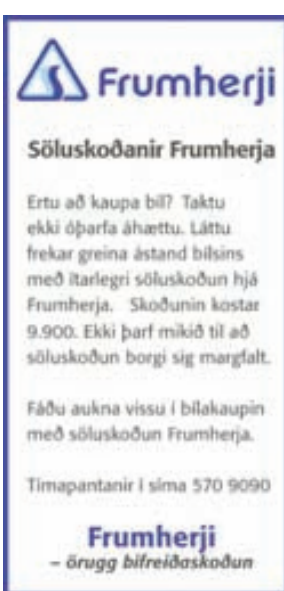 Frumherji
Söluskoðanir Frumherja
Ertu að kaupa bíl? Taktu
ekki óþarfa áhættu. Láttu
frekar greina ástand bílsins
með ítarlegri söluskoðun hjá
Frumherja. Skoðunin kostar
9.900. Ekki þarf mikið til að
söluskoðun borgi sig margfalt.
Fáðu aukna vissu í bílakaupin
með söluskoðun Frumherja.
Tímapantanir í síma 570 9090
Frumherji
– örugg bifreiðaskoðun